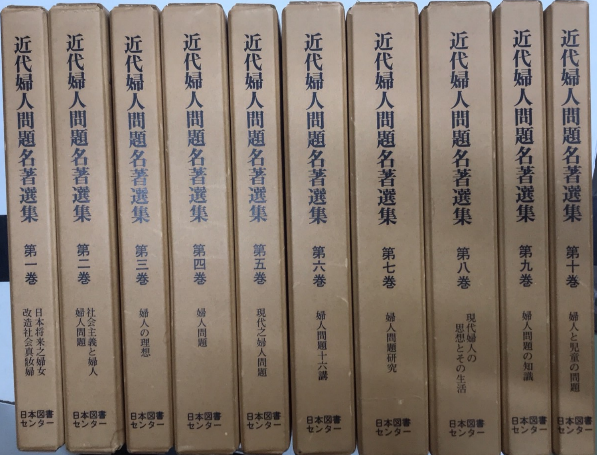 近代婦人問題名著選集
第一巻
日本将来之婦女
改造社会真妓婦
日本図書
センター
近代婦人問題名著選集
第二巻
社会主義と婦人
婦人問題
日本図書
センター
近代婦人問題名著選集
第三巻
婦人の理想
日本図書
センター
近代婦人問題名著選集
第四巻
婦人問題
日本図書
センター
近代婦人問題名著選集
第五巻
現代之婦人問題
日本図書
センター
近代婦人問題名著選集
第六巻
婦人問題十六講
日本図書
センター
近代婦人問題名著選集
第七巻
婦人問題研究
日本図書
センター
近代婦人問題名著選集
第八巻
現代婦人の
思想とその生活
日本図書
センター
近代婦人問題名著選集
第九巻
婦人問題の知識
日本図書
センター
近代婦人問題名著選集
第十巻
婦人と児童の問題
日本図書
センター